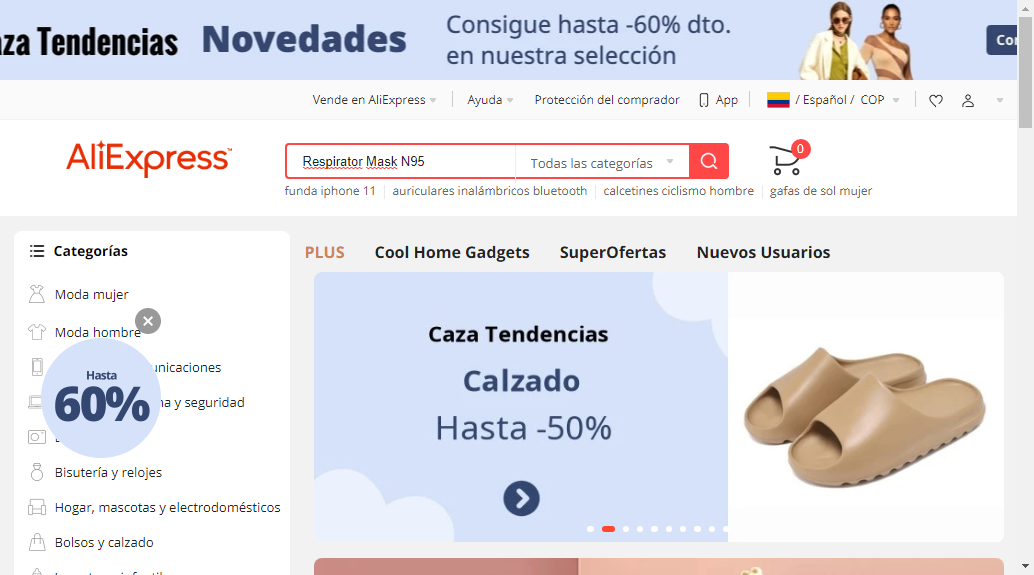 aza Tendencias
Novedades
Consigue hasta -60% dto.
en nuestra selección
Vende en AliExpress
Ayuda
Protección del comprador
App
/ Español /
COP
AliExpress
Respirator Mask N95
Todas las categorías
0
funda iphone 11
auriculares inalámbricos bluetooth
calcetines ciclismo hombre
gafas de sol mujer
Categorías
PLUS
Cool Home Gadgets
SuperOfertas
Nuevos Usuarios
Moda mujer
Moda hombre
unicaciones
na y seguridad
Hasta
60%
Bisutería y relojes
Hogar, mascotas y electrodomésticos
Bolsos y calzado
Caza Tendencias
Calzado
Hasta -50%